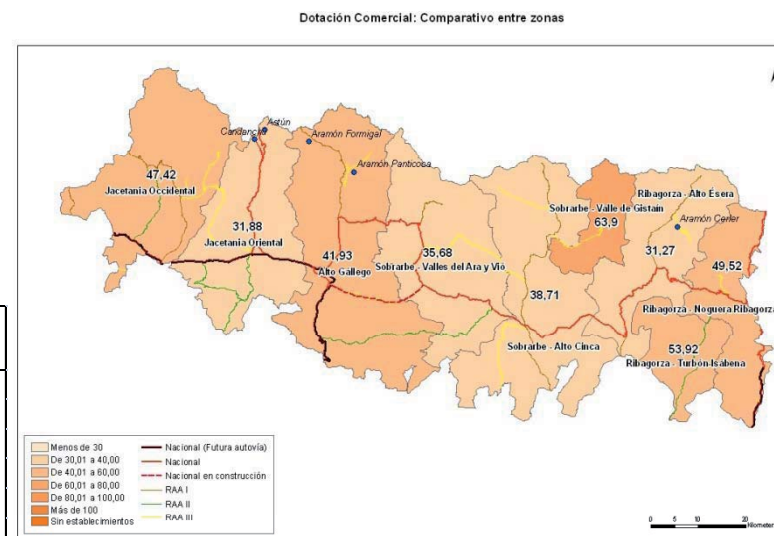 Dotación Comercial: Comparativo entre zonas
Candanchú
Astún
Aramón Formigal
Aramón Panticosa
47,42
Jacetania Occidental
31,88
Jacetania Oriental
41,93
Alto Gallego
35,68
Sobrarbe - Valles del Ara y Vió
Sobrarbe - Valle de Gistaín
63,9
Ribagorza - Alto Ésera
Aramón Cerler
31,27
49,52
38,71
Ribagorza - Noguera Ribagorza
Sobrarbe - Alto Cinca
53,92
Ribagorza - Turbón-Isábena
Menos de 30
De 30,01 a 40,00
De 40,01 a 60,00
De 60,01 a 80,00
De 80,01 a 100,00
Más de 100
Sin establecimientos
Nacional (Futura autovía)
Nacional
Nacional en construcción
RAA I
RAA II
RAA III
0 5 10 20
Kilometer